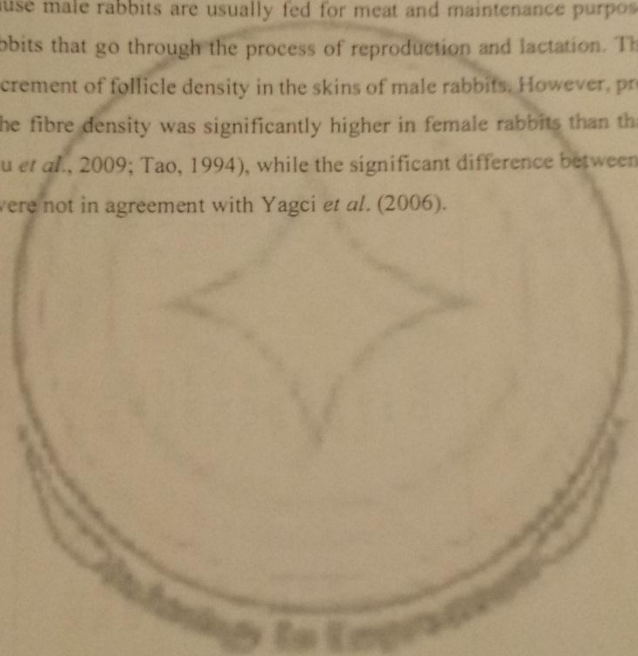 use male rabbits are usually fed for meat and maintenance purpos
bbits that go through the process of reproduction and lactation. Th
crement of follicle density in the skins of male rabbits. However, pr
he fibre density was significantly higher in female rabbits than th
u et al., 2009; Tao, 1994), while the significant difference between
were not in agreement with Yagci et al. (2006).